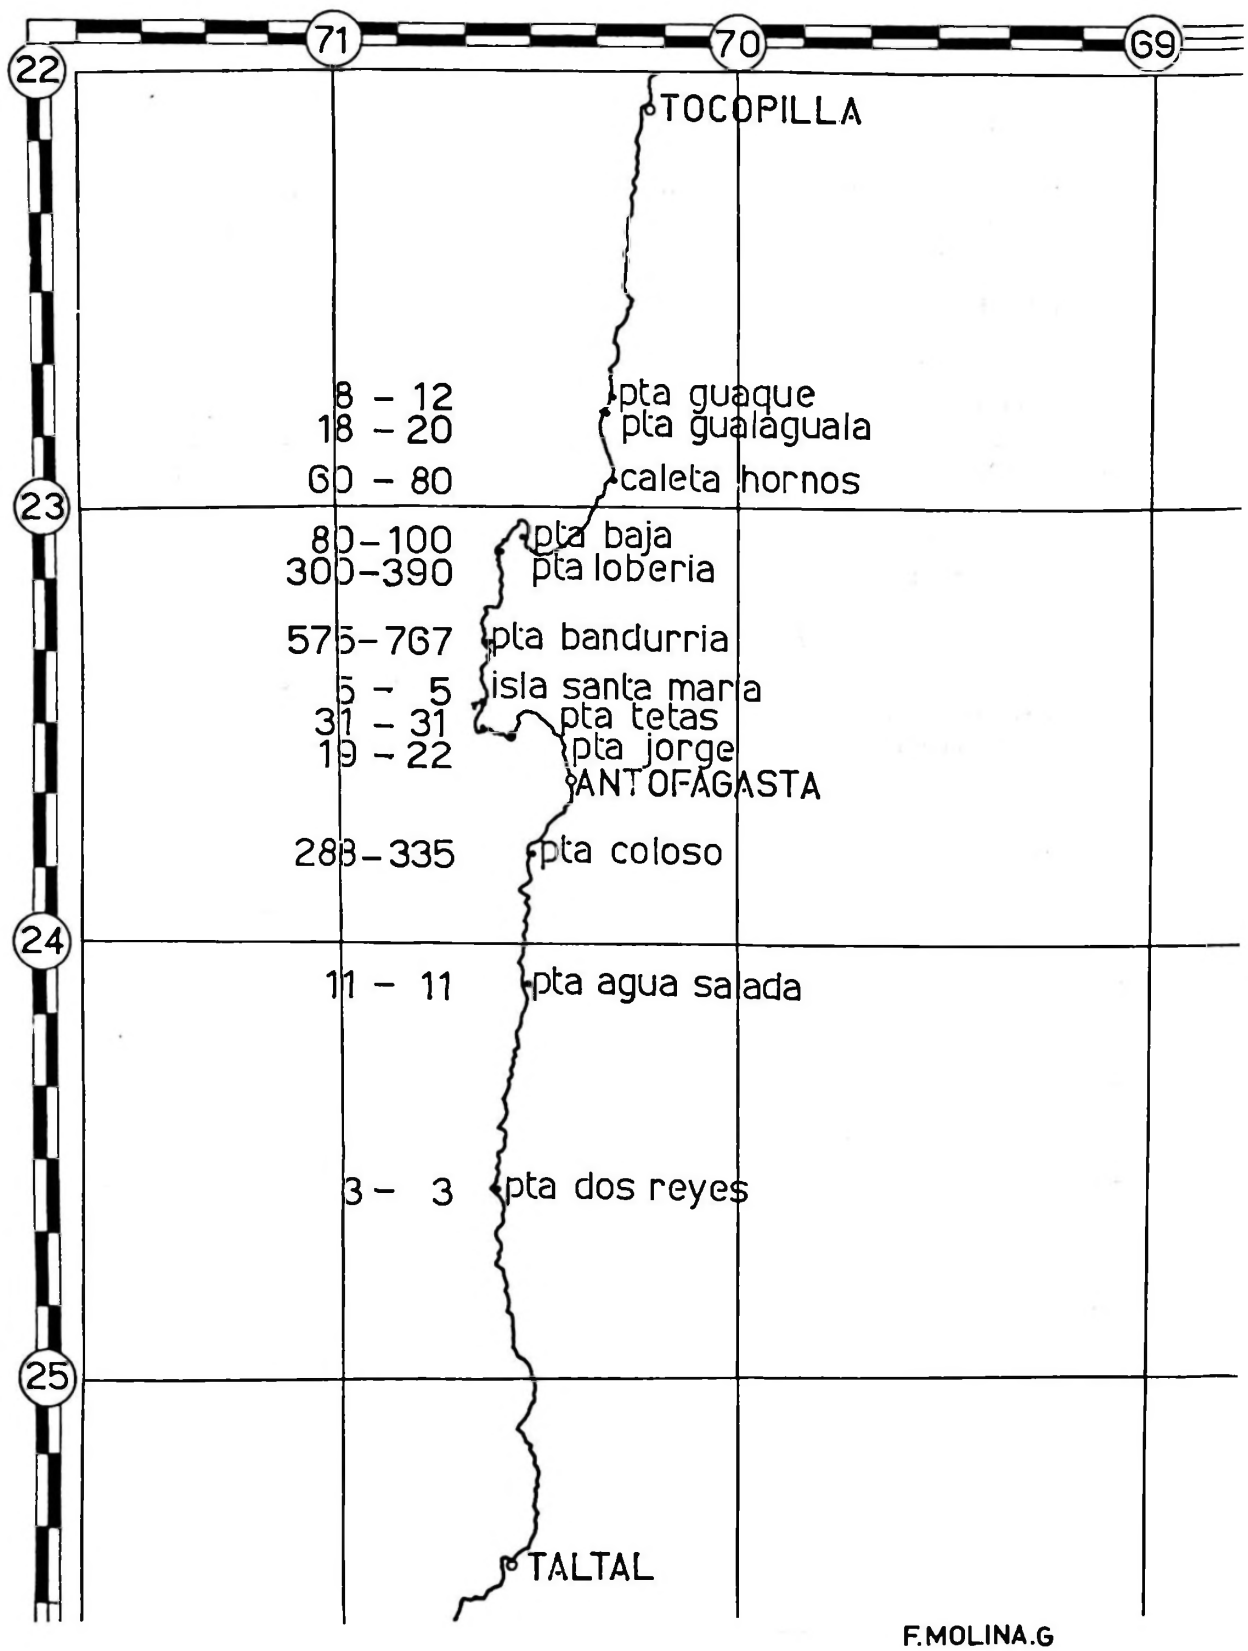 71 70 69
22
TOCOPILLA
8 - 12 pta guaque
18 - 20 pta gualaguala
60 - 80 caleta hornos
23
80-100 pta baja
300-390 pta loberia
575-767 pta bandurria
5 - 5 isla santa maria
31 - 31 pta tetas
19 - 22 pta jorge
ANTOFAGASTA
288-335 pta coloso
24
11 - 11 pta agua salada
3 - 3 pta dos reyes
25
TALTAL
F.MOLINA.G